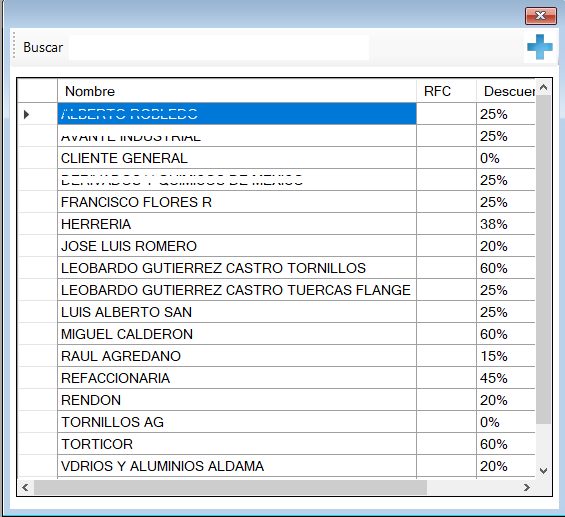 Buscar
Nombre RFC Descuer
ALBERTO ROBLEDO 25%
AVANTE INDUSTRIAL 25%
CLIENTE GENERAL 0%
DERIVADOS Y QUIMICOS DE MEXICO 25%
FRANCISCO FLORES R 25%
HERRERIA 38%
JOSE LUIS ROMERO 20%
LEOBARDO GUTIERREZ CASTRO TORNILLOS 60%
LEOBARDO GUTIERREZ CASTRO TUERCAS FLANGE 25%
LUIS ALBERTO SAN 25%
MIGUEL CALDERON 60%
RAUL AGREDANO 15%
REFACCIONARIA 45%
RENDON 20%
TORNILLOS AG 0%
TORTICOR 60%
VDRIOS Y ALUMINIOS ALDAMA 20%